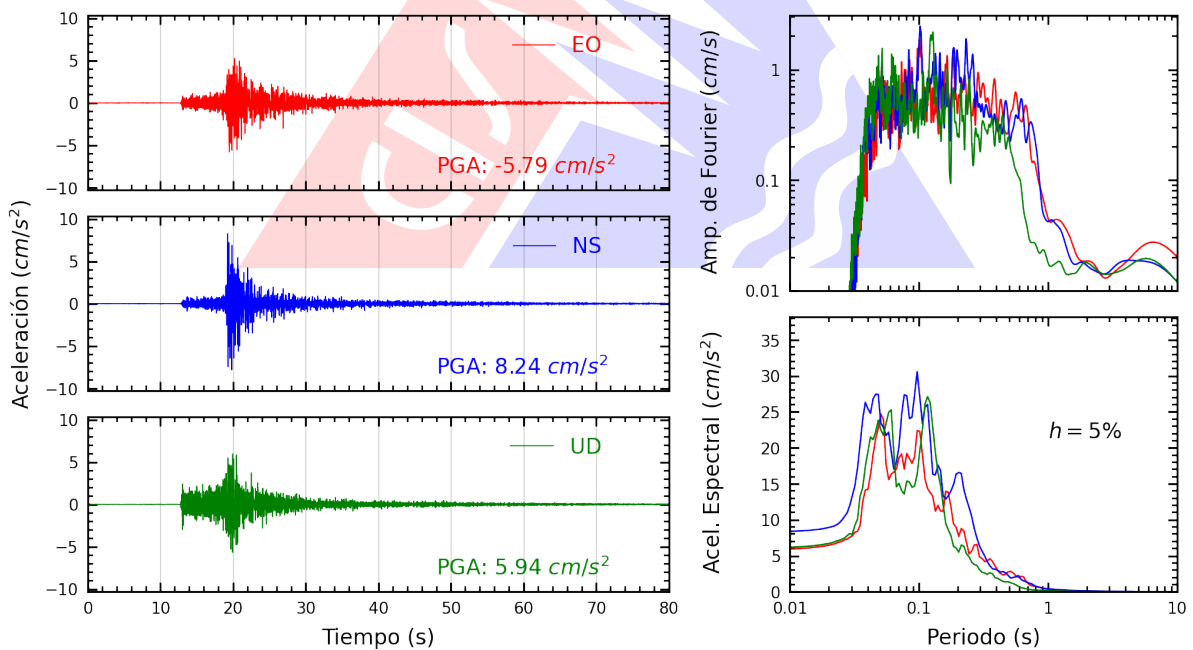 Aceleración (cm/s²)
10
5
0
−5
−10
EO
PGA: -5.79 cm/s²
10
5
0
−5
−10
NS
PGA: 8.24 cm/s²
10
5
0
−5
−10
UD
PGA: 5.94 cm/s²
0 10 20 30 40 50 60 70 80
Tiempo (s)
Amp. de Fourier (cm/s)
1
0.1
0.01
Acel. Espectral (cm/s²)
35
30
25
20
15
10
5
0
h = 5%
0.01 0.1 1 10
Periodo (s)